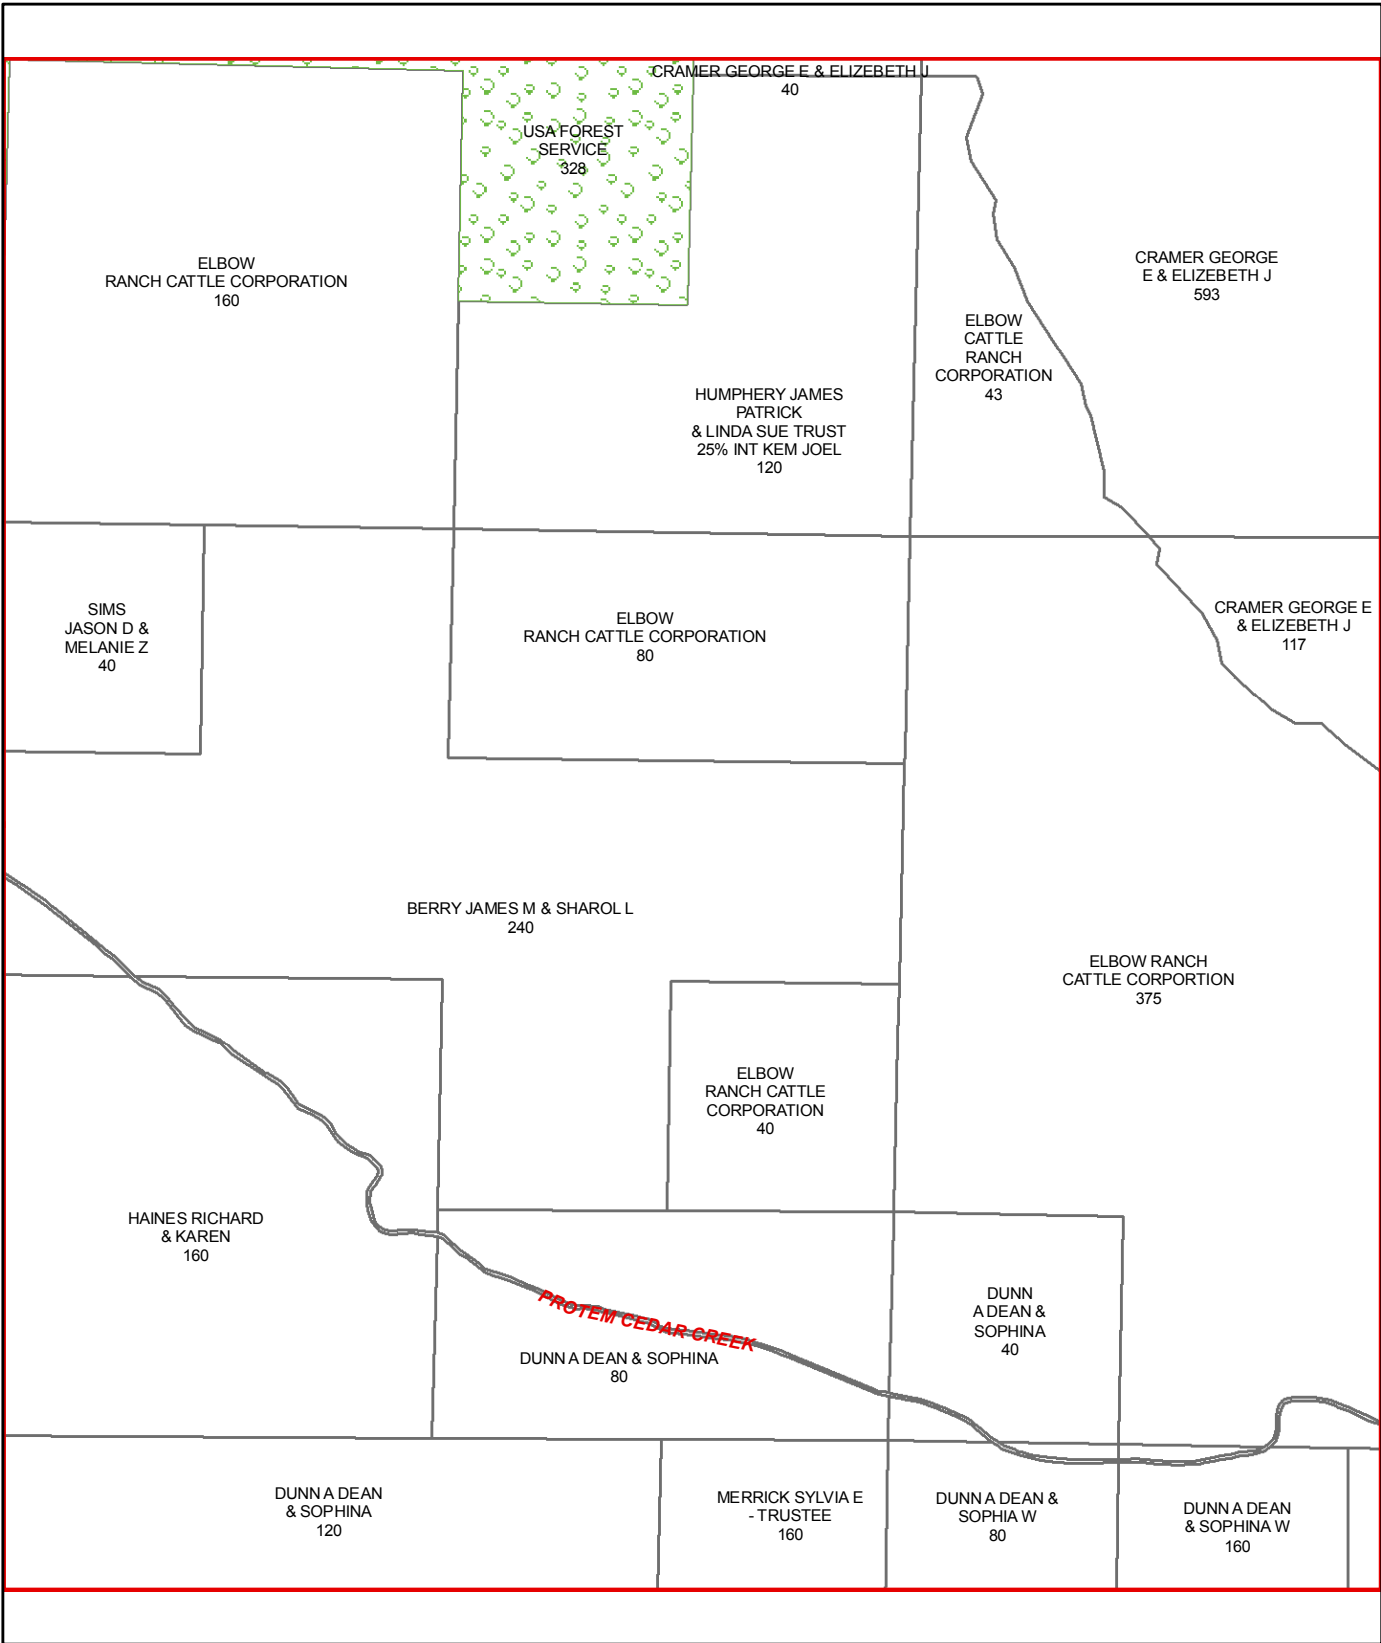 CRAMER GEORGE E & ELIZEBETH J
40
USA FOREST
SERVICE
328
ELBOW
RANCH CATTLE CORPORATION
160
CRAMER GEORGE
E & ELIZEBETH J
593
ELBOW
CATTLE
RANCH
CORPORATION
43
HUMPHERY JAMES
PATRICK
& LINDA SUE TRUST
25% INT KEM JOEL
120
SIMS
JASON D &
MELANIE Z
40
ELBOW
RANCH CATTLE CORPORATION
80
CRAMER GEORGE E
& ELIZEBETH J
117
BERRY JAMES M & SHAROL L
240
ELBOW RANCH
CATTLE CORPORTION
375
ELBOW
RANCH CATTLE
CORPORATION
40
HAINES RICHARD
& KAREN
160
PROTEM CEDAR CREEK
DUNN A DEAN & SOPHINA
80
DUNN
A DEAN &
SOPHINA
40
DUNN A DEAN
& SOPHINA
120
MERRICK SYLVIA E
- TRUSTEE
160
DUNN A DEAN &
SOPHIA W
80
DUNN A DEAN
& SOPHINA W
160